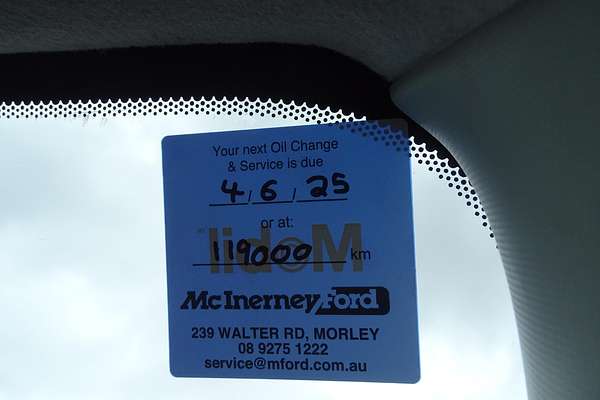 Your next Oil Change
& Service is due
4/6/25
or at:
119000 km
Mobil
McInerney Ford
239 WALTER RD, MORLEY
08 9275 1222
service@mford.com.au